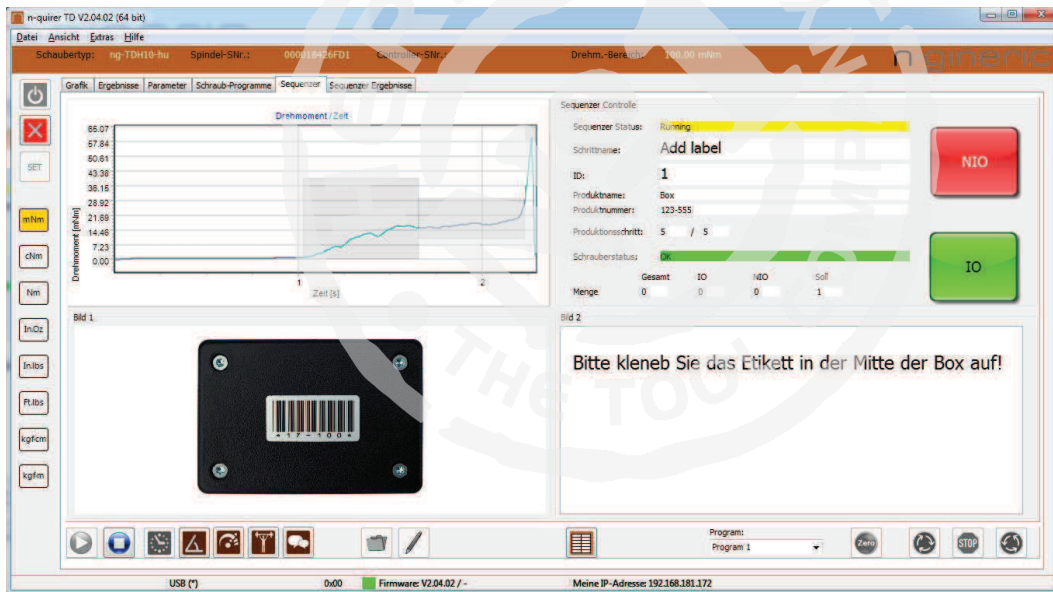 n-quirer TD V2.04.02 (64 bit)
Datei Ansicht Extras Hilfe
Schaubertyp: ng-TDH10-hu Spindel-SNr.: 000018426FD1 Controller-SNr.: Drehm.-Bereich: 100.00 mNm
n gineric
Grafik Ergebnisse Parameter Schraub-Programme Sequenzer Sequenzer Ergebnisse
SET
mNm
cNm
Nm
In.Oz
In.lbs
Ft.lbs
kgfcm
kgfm
Drehmoment / Zeit
Drehmoment [mNm]
57.84
50.61
43.38
36.15
28.92
21.69
14.46
7.23
0.00
1 2
Zeit [s]
Sequenzer Controlle
Sequenzer Status: Running
Schrittname: Add label
ID: 1
Produktname: Box
Produktnummer: 123-555
Produktionsschritt: 5 / 5
Schrauberstatus: OK
Gesamt IO NIO Soll
Menge 0 0 0 1
NIO
IO
Bild 1
*17-100*
Bild 2
Bitte kleneb Sie das Etikett in der Mitte der Box auf!
Program:
Program 1
Zero
STOP
USB (*) 0x00 Firmware: V2.04.02 / - Meine IP-Adresse: 192.168.181.172
THE TOOL